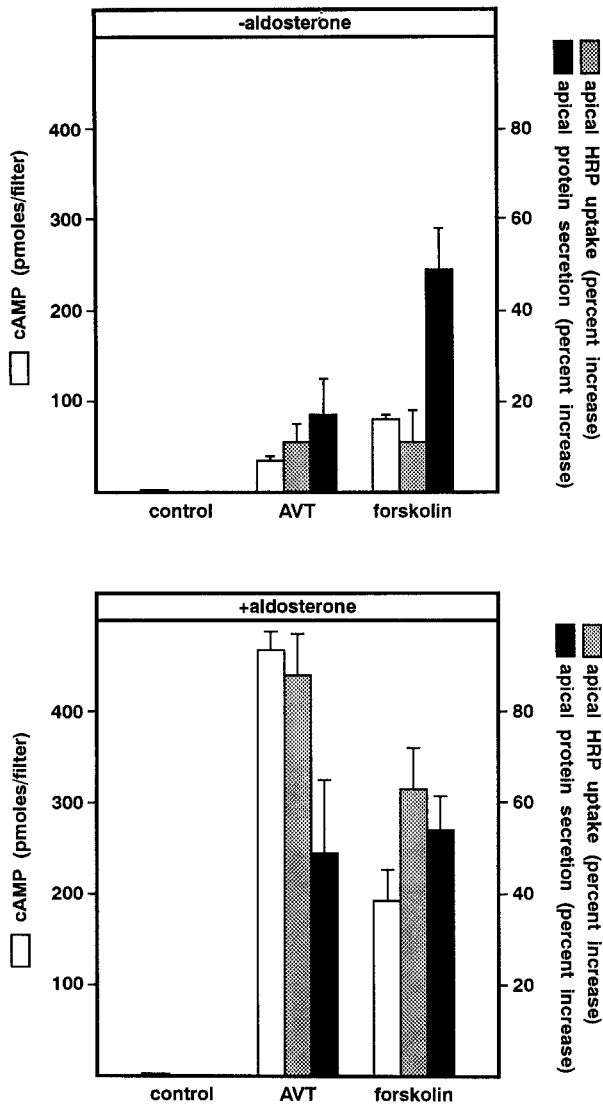 -aldosterone
400
300
200
100
cAMP (pmoles/filter)
80
60
40
20
apical HRP uptake (percent increase)
apical protein secretion (percent increase)
control AVT forskolin
+aldosterone
400
300
200
100
cAMP (pmoles/filter)
80
60
40
20
apical HRP uptake (percent increase)
apical protein secretion (percent increase)
control AVT forskolin